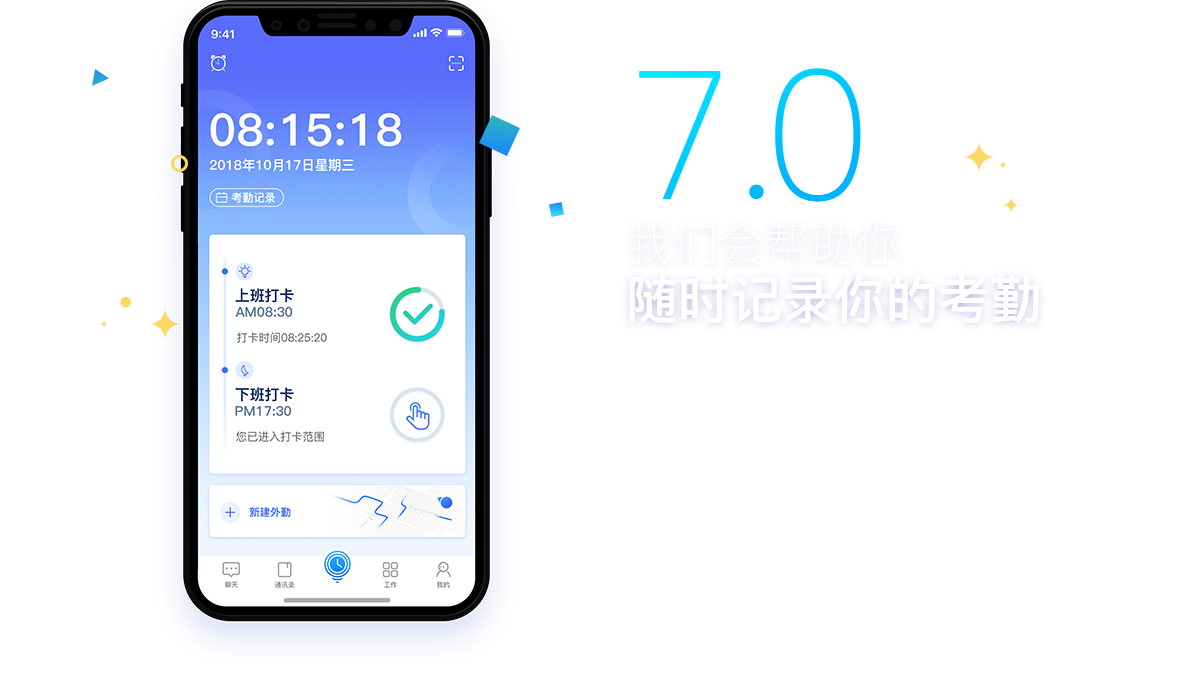 9:41
08:15:18
2018年10月17日星期三
考勤记录
上班打卡
AM08:30
打卡时间08:25:20
下班打卡
PM17:30
您已进入打卡范围
新建外勤
聊天
通讯录
工作
我的
7.0
我们会帮助你
随时记录你的考勤